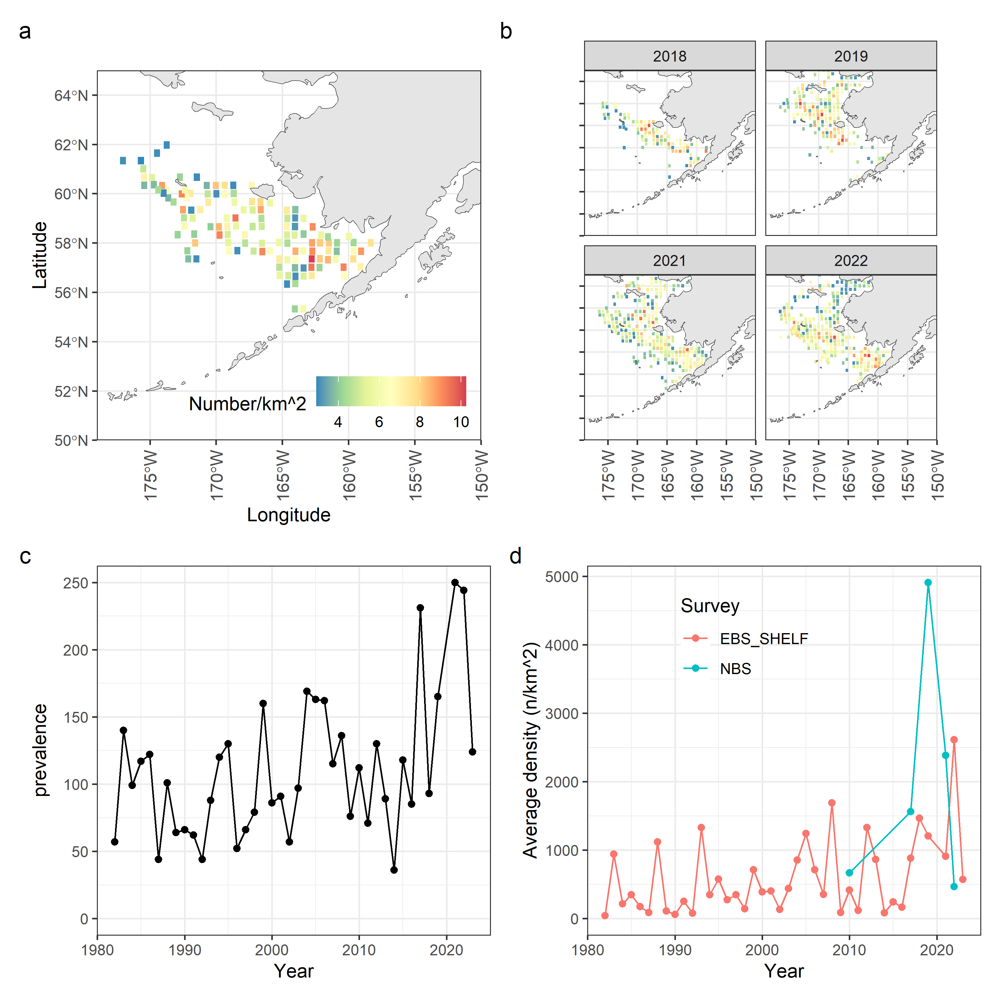 a
64°N
62°N
60°N
58°N
56°N
54°N
52°N
50°N
Latitude
Number/km^2
4 6 8 10
175°W 170°W 165°W 160°W 155°W 150°W
Longitude
b
2018 2019
2021 2022
175°W 170°W 165°W 160°W 155°W 150°W 175°W 170°W 165°W 160°W 155°W 150°W
c
250
200
150
100
50
0
prevalence
1980 1990 2000 2010 2020
Year
d
5000
4000
3000
2000
1000
0
Average density (n/km^2)
Survey
EBS_SHELF
NBS
1980 1990 2000 2010 2020
Year